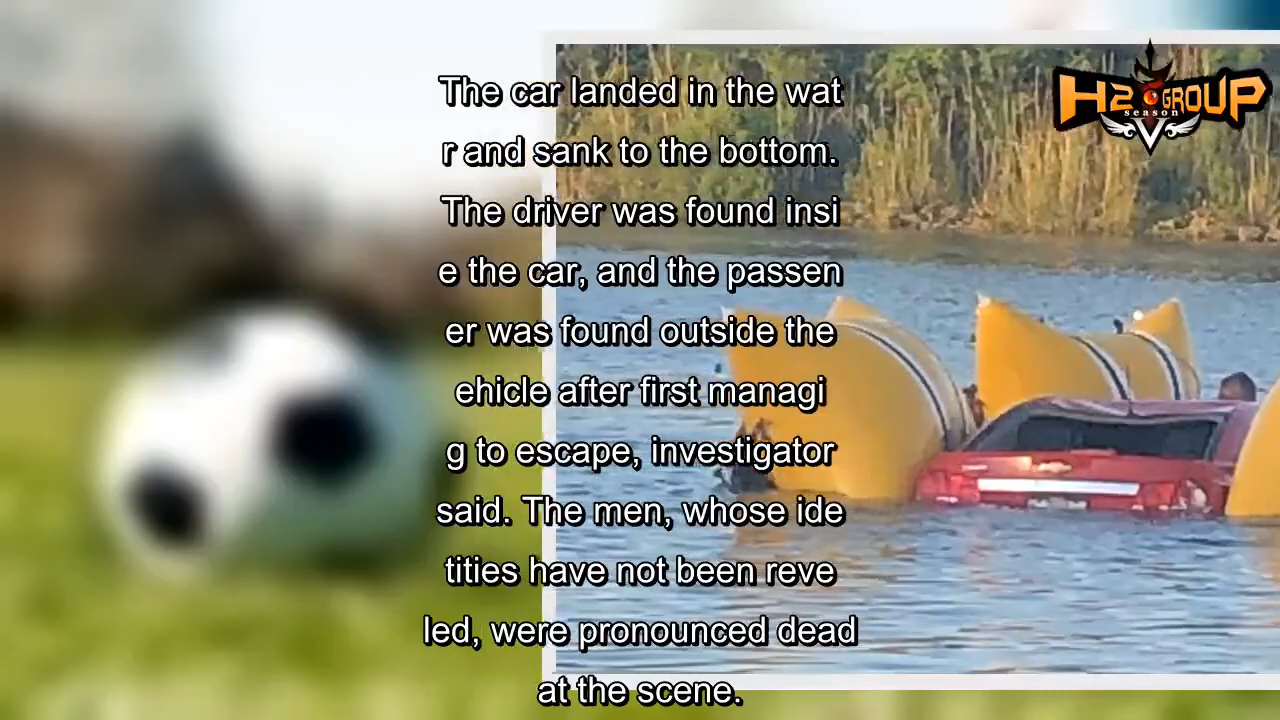 The car landed in the wat
r and sank to the bottom.
The driver was found insi
e the car, and the passen
er was found outside the
ehicle after first managi
g to escape, investigator
said. The men, whose ide
tities have not been reve
led, were pronounced dead
at the scene.
H2 GROUP
season